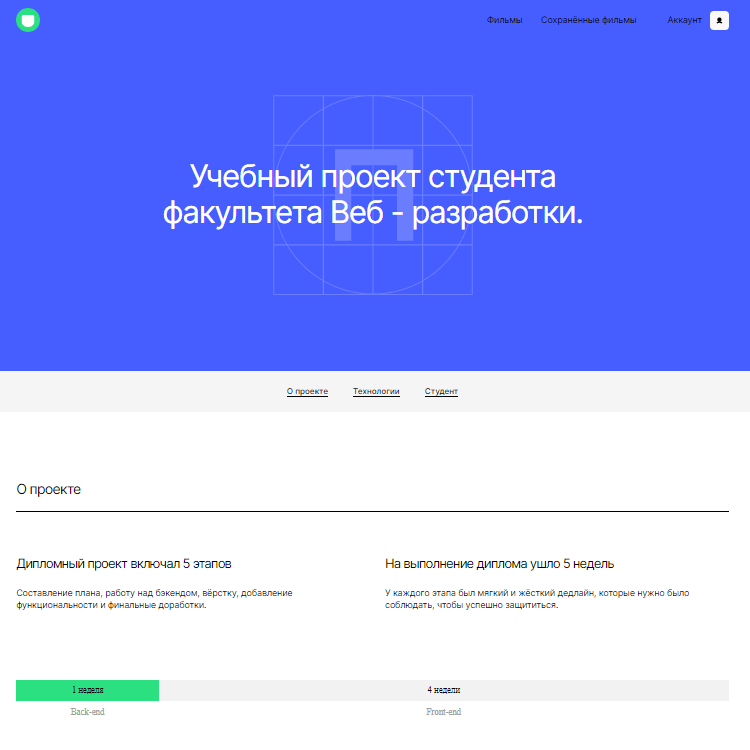 Фильмы Сохранённые фильмы Аккаунт
П
Учебный проект студента
факультета Веб - разработки.
О проекте Технологии Студент
О проекте
Дипломный проект включал 5 этапов
Составление плана, работу над бэкендом, вёрстку, добавление
функциональности и финальные доработки.
На выполнение диплома ушло 5 недель
У каждого этапа был мягкий и жёсткий дедлайн, которые нужно было
соблюдать, чтобы успешно защититься.
1 неделя 4 недели
Back-end Front-end